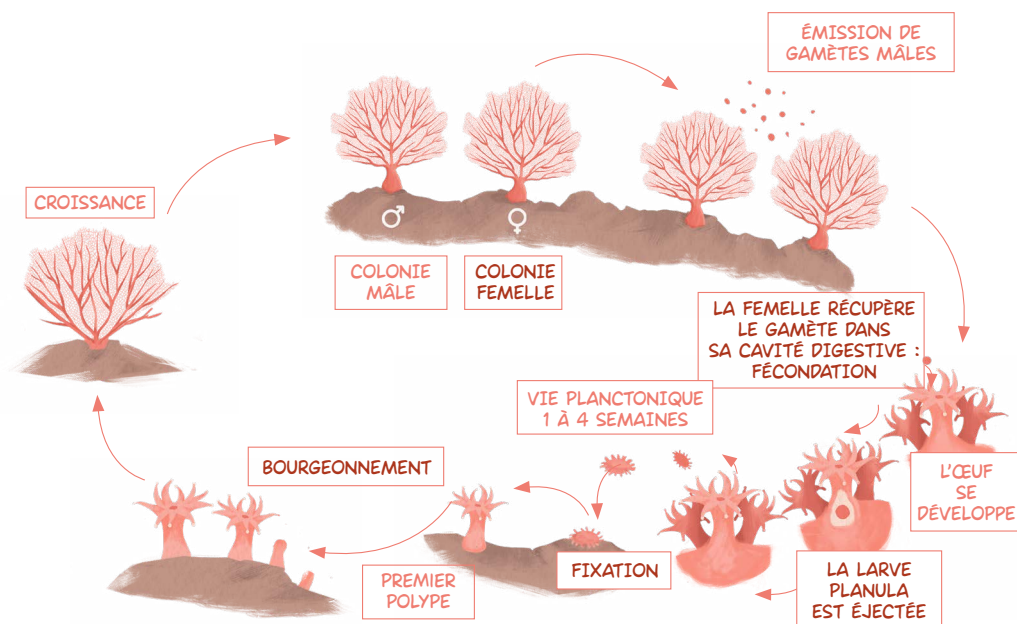 ÉMISSION DE
GAMÈTES MÂLES
CROISSANCE
COLONIE
MÂLE
COLONIE
FEMELLE
LA FEMELLE RÉCUPÈRE
LE GAMÈTE DANS
SA CAVITÉ DIGESTIVE :
FÉCONDATION
VIE PLANCTONIQUE
1 À 4 SEMAINES
BOURGEONNEMENT
L'ŒUF
SE
DÉVELOPPE
FIXATION
PREMIER
POLYPE
LA LARVE
PLANULA
EST ÉJECTÉE